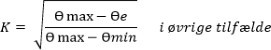 K = √((Θ max − Θe) / (Θ max − Θmin))     i øvrige tilfælde